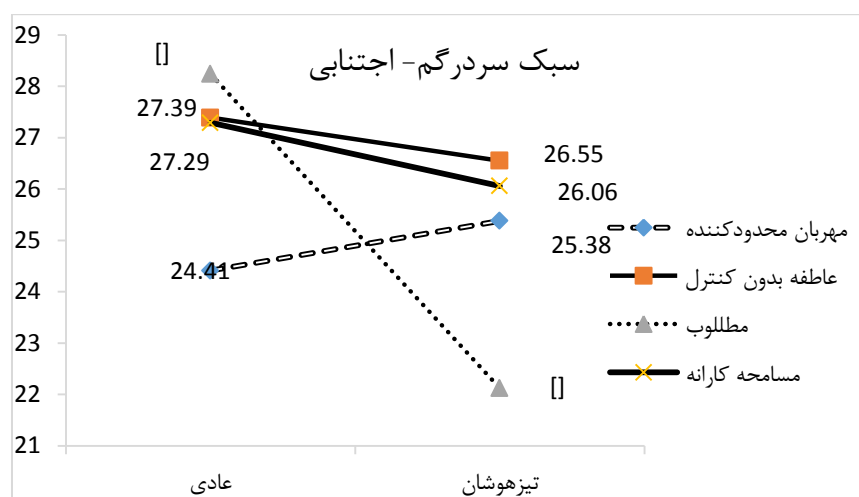 سبک سردرگم- اجتنابی
29
28
27
26
25
24
23
22
21
[]
27.39
27.29
24.41
26.55
26.06
25.38
[]
مهربان محدودکننده
عاطفه بدون کنترل
مطللوب
مسامحه کارانه
عادی
تیزهوشان